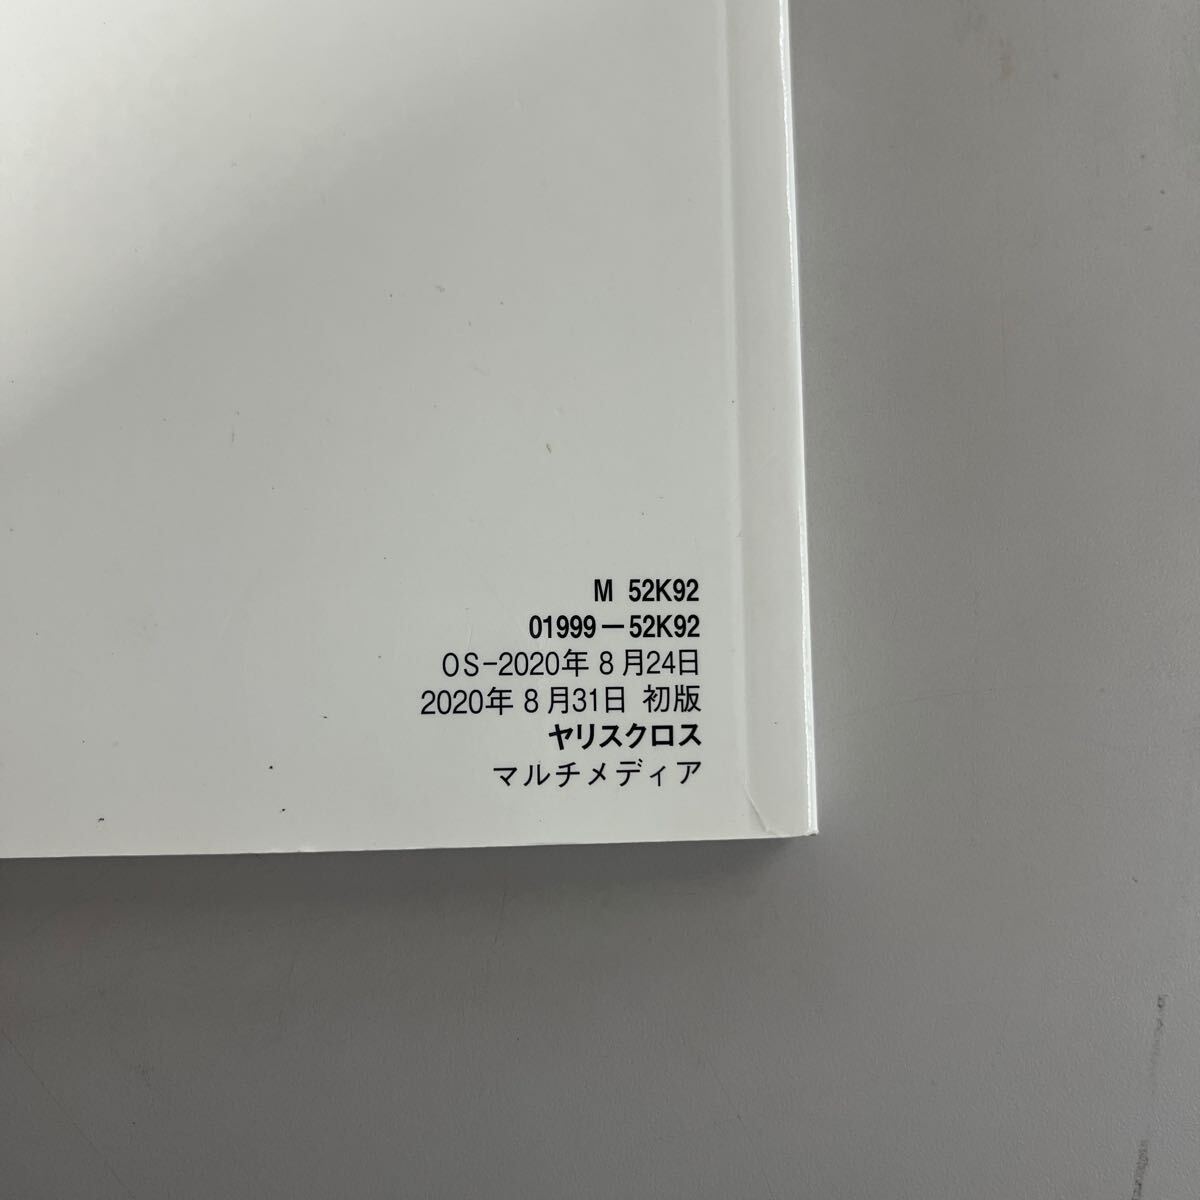 M 52K92
01999－52K92
OS-2020年 8 月24日
2020年 8 月31日 初版
ヤリスクロス
マルチメディア